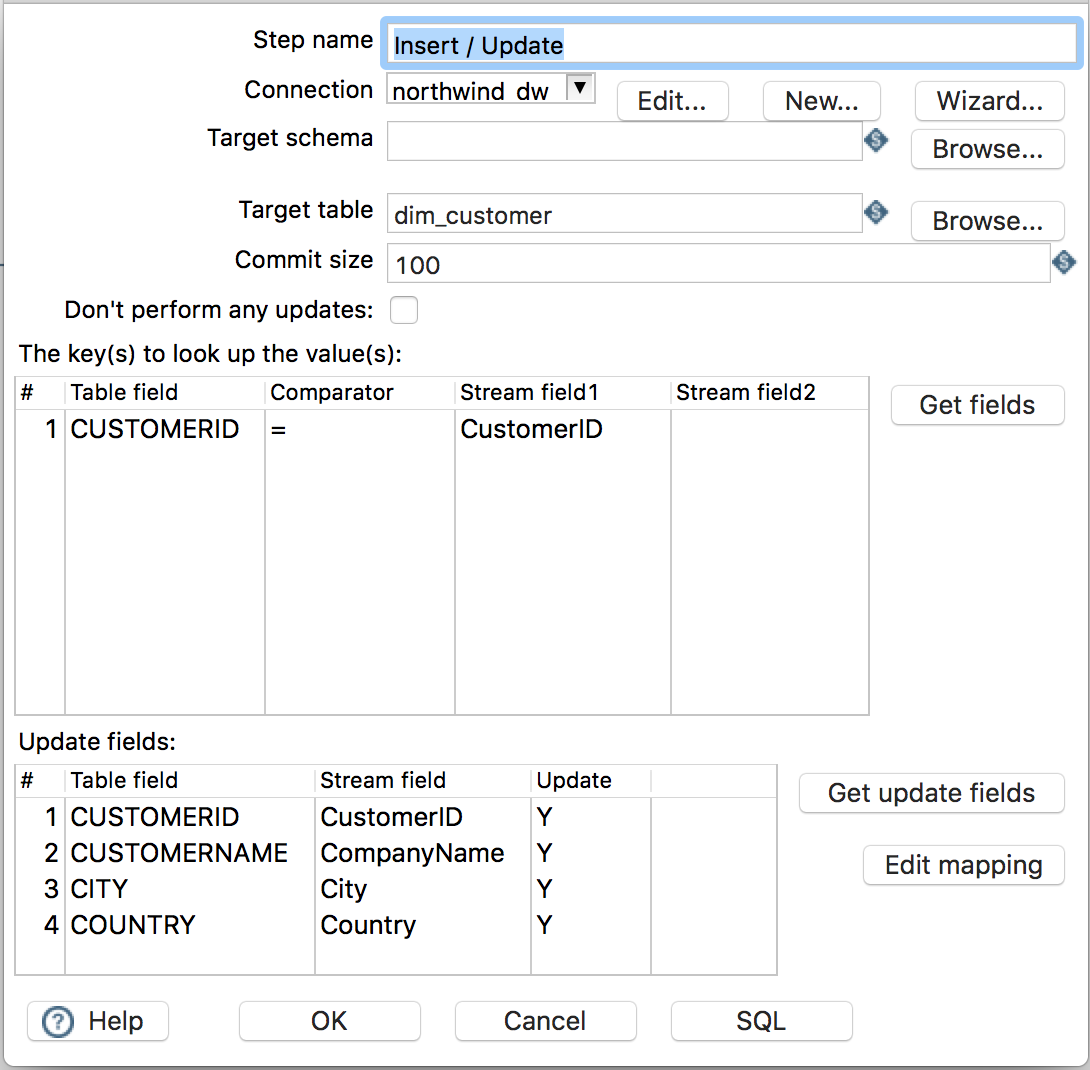 Step name Insert / Update
Connection northwind_dw Edit... New... Wizard...
Target schema Browse...
Target table dim_customer Browse...
Commit size 100
Don't perform any updates:
The key(s) to look up the value(s):
# Table field Comparator Stream field1 Stream field2 Get fields
1 CUSTOMERID = CustomerID
Update fields:
# Table field Stream field Update Get update fields
1 CUSTOMERID CustomerID Y
2 CUSTOMERNAME CompanyName Y Edit mapping
3 CITY City Y
4 COUNTRY Country Y
? Help OK Cancel SQL